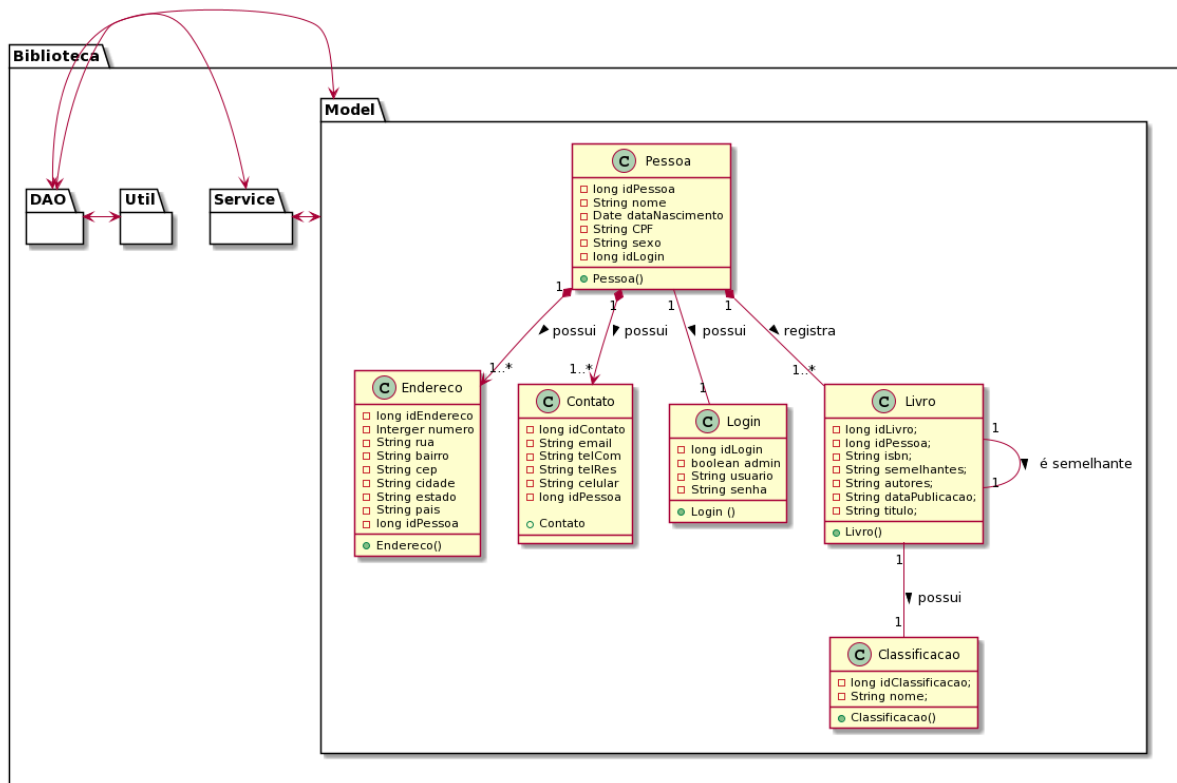 Biblioteca
Model
DAO
Util
Service
C Pessoa
long idPessoa
String nome
Date dataNascimento
String CPF
String sexo
long idLogin
Pessoa()
1
1
1
1
possui
possui
possui
registra
1..*
1..*
1
1..*
C Endereco
long idEndereco
Interger numero
String rua
String bairro
String cep
String cidade
String estado
String pais
long idPessoa
Endereco()
C Contato
long idContato
String email
String telCom
String telRes
String celular
long idPessoa
Contato
C Login
long idLogin
boolean admin
String usuario
String senha
Login ()
C Livro
long idLivro;
long idPessoa;
String isbn;
String semelhantes;
String autores;
String dataPublicacao;
String titulo;
Livro()
1
é semelhante
1
1
possui
1
C Classificacao
long idClassificacao;
String nome;
Classificacao()